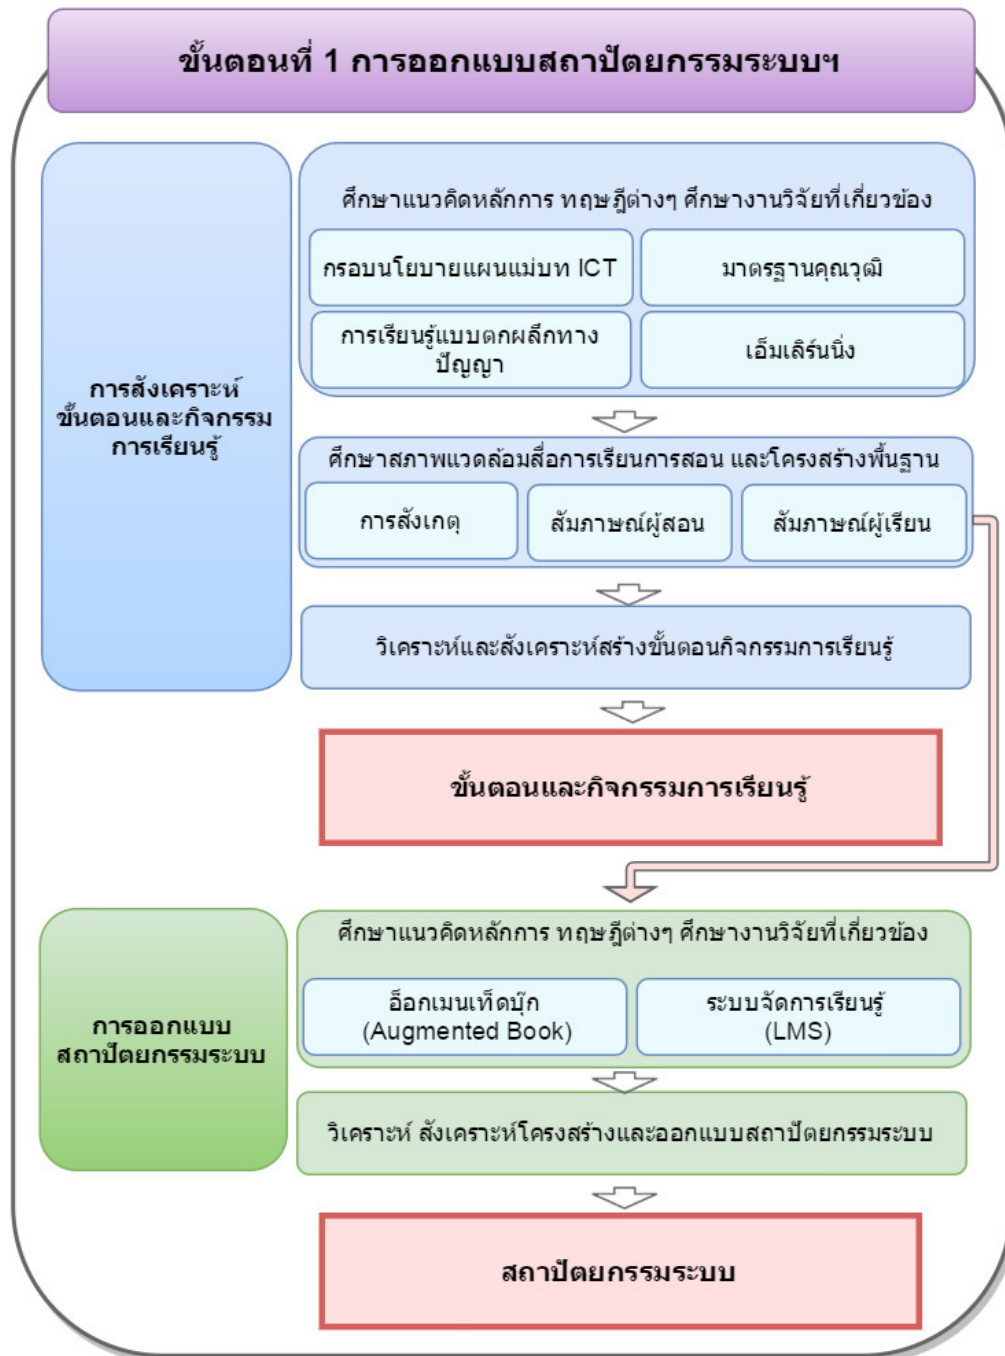 ขั้นตอนที่ 1 การออกแบบสถาปัตยกรรมระบบฯ
การสังเคราะห์
ขั้นตอนและกิจกรรม
การเรียนรู้
ศึกษาแนวคิดหลักการ ทฤษฎีต่างๆ ศึกษางานวิจัยที่เกี่ยวข้อง
กรอบนโยบายแผนแม่บท ICT
มาตรฐานคุณวุฒิ
การเรียนรู้แบบตกผลึกทาง
ปัญญา
เอ็มเลิร์นนิ่ง
ศึกษาสภาพแวดล้อมสื่อการเรียนการสอน และโครงสร้างพื้นฐาน
การสังเกตุ
สัมภาษณ์ผู้สอน
สัมภาษณ์ผู้เรียน
วิเคราะห์และสังเคราะห์สร้างขั้นตอนกิจกรรมการเรียนรู้
ขั้นตอนและกิจกรรมการเรียนรู้
การออกแบบ
สถาปัตยกรรมระบบ
ศึกษาแนวคิดหลักการ ทฤษฎีต่างๆ ศึกษางานวิจัยที่เกี่ยวข้อง
อ็อกเมนเท็ดบุ๊ก
(Augmented Book)
ระบบจัดการเรียนรู้
(LMS)
วิเคราะห์ สังเคราะห์โครงสร้างและออกแบบสถาปัตยกรรมระบบ
สถาปัตยกรรมระบบ